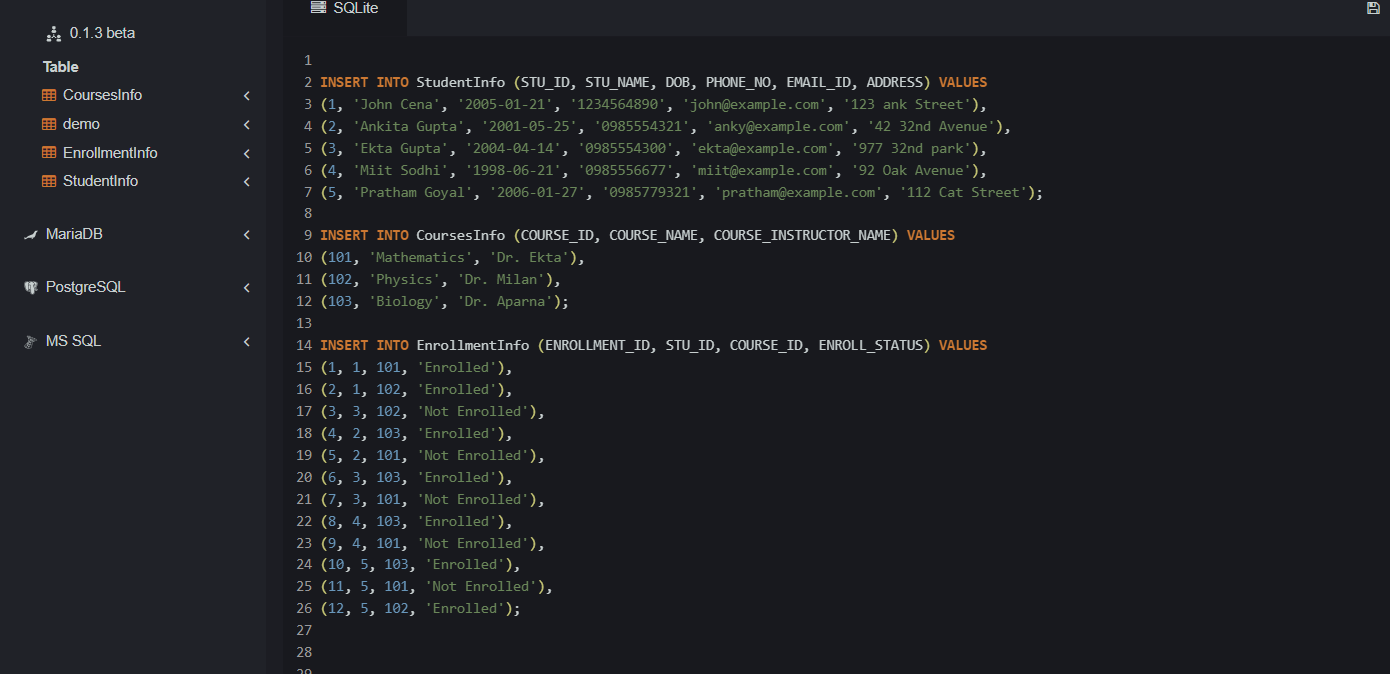 SQLite
0.1.3 beta
Table
CoursesInfo
demo
EnrollmentInfo
StudentInfo
MariaDB
PostgreSQL
MS SQL
1
2 INSERT INTO StudentInfo (STU_ID, STU_NAME, DOB, PHONE_NO, EMAIL_ID, ADDRESS) VALUES
3 (1, 'John Cena', '2005-01-21', '1234564890', 'john@example.com', '123 ank Street'),
4 (2, 'Ankita Gupta', '2001-05-25', '0985554321', 'anky@example.com', '42 32nd Avenue'),
5 (3, 'Ekta Gupta', '2004-04-14', '0985554300', 'ekta@example.com', '977 32nd park'),
6 (4, 'Miit Sodhi', '1998-06-21', '0985556677', 'miit@example.com', '92 Oak Avenue'),
7 (5, 'Pratham Goyal', '2006-01-27', '0985779321', 'pratham@example.com', '112 Cat Street');
8
9 INSERT INTO CoursesInfo (COURSE_ID, COURSE_NAME, COURSE_INSTRUCTOR_NAME) VALUES
10 (101, 'Mathematics', 'Dr. Ekta'),
11 (102, 'Physics', 'Dr. Milan'),
12 (103, 'Biology', 'Dr. Aparna');
13
14 INSERT INTO EnrollmentInfo (ENROLLMENT_ID, STU_ID, COURSE_ID, ENROLL_STATUS) VALUES
15 (1, 1, 101, 'Enrolled'),
16 (2, 1, 102, 'Enrolled'),
17 (3, 3, 102, 'Not Enrolled'),
18 (4, 2, 103, 'Enrolled'),
19 (5, 2, 101, 'Not Enrolled'),
20 (6, 3, 103, 'Enrolled'),
21 (7, 3, 101, 'Not Enrolled'),
22 (8, 4, 103, 'Enrolled'),
23 (9, 4, 101, 'Not Enrolled'),
24 (10, 5, 103, 'Enrolled'),
25 (11, 5, 101, 'Not Enrolled'),
26 (12, 5, 102, 'Enrolled');
27
28
29